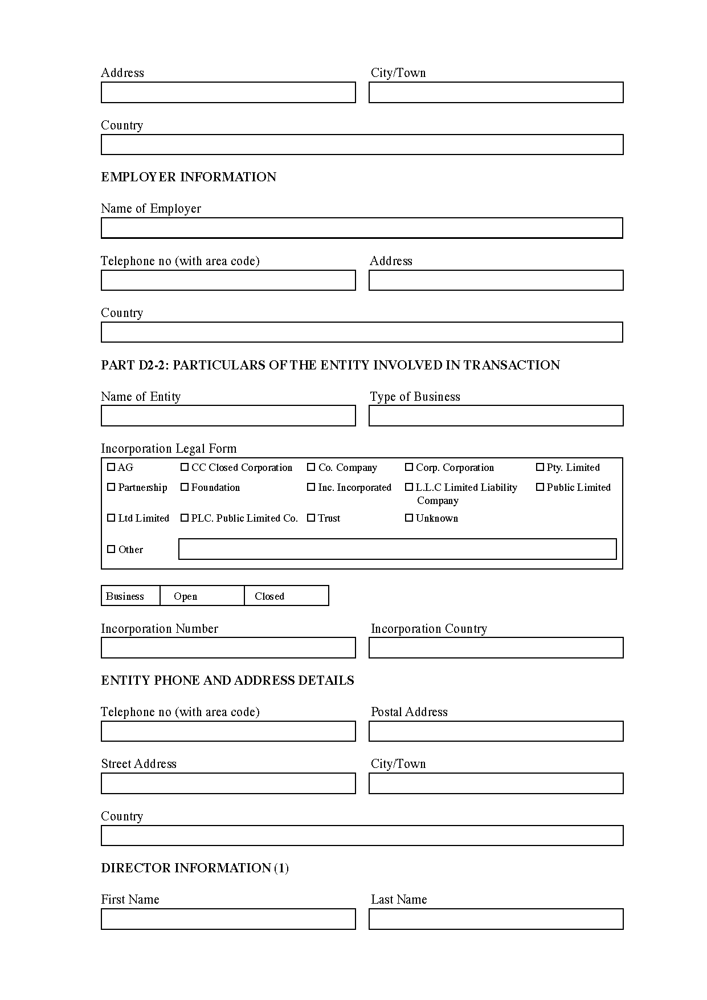 Address City/Town
Country
EMPLOYER INFORMATION
Name of Employer
Telephone no (with area code) Address
Country
PART D2-2: PARTICULARS OF THE ENTITY INVOLVED IN TRANSACTION
Name of Entity Type of Business
Incorporation Legal Form
☐ AG ☐ CC Closed Corporation ☐ Co. Company ☐ Corp. Corporation ☐ Pty. Limited
☐ Partnership ☐ Foundation ☐ Inc. Incorporated ☐ L.L.C Limited Liability ☐ Public Limited
Company
☐ Ltd Limited ☐ PLC. Public Limited Co. ☐ Trust ☐ Unknown
☐ Other
Business Open Closed
Incorporation Number Incorporation Country
ENTITY PHONE AND ADDRESS DETAILS
Telephone no (with area code) Postal Address
Street Address City/Town
Country
DIRECTOR INFORMATION (1)
First Name Last Name